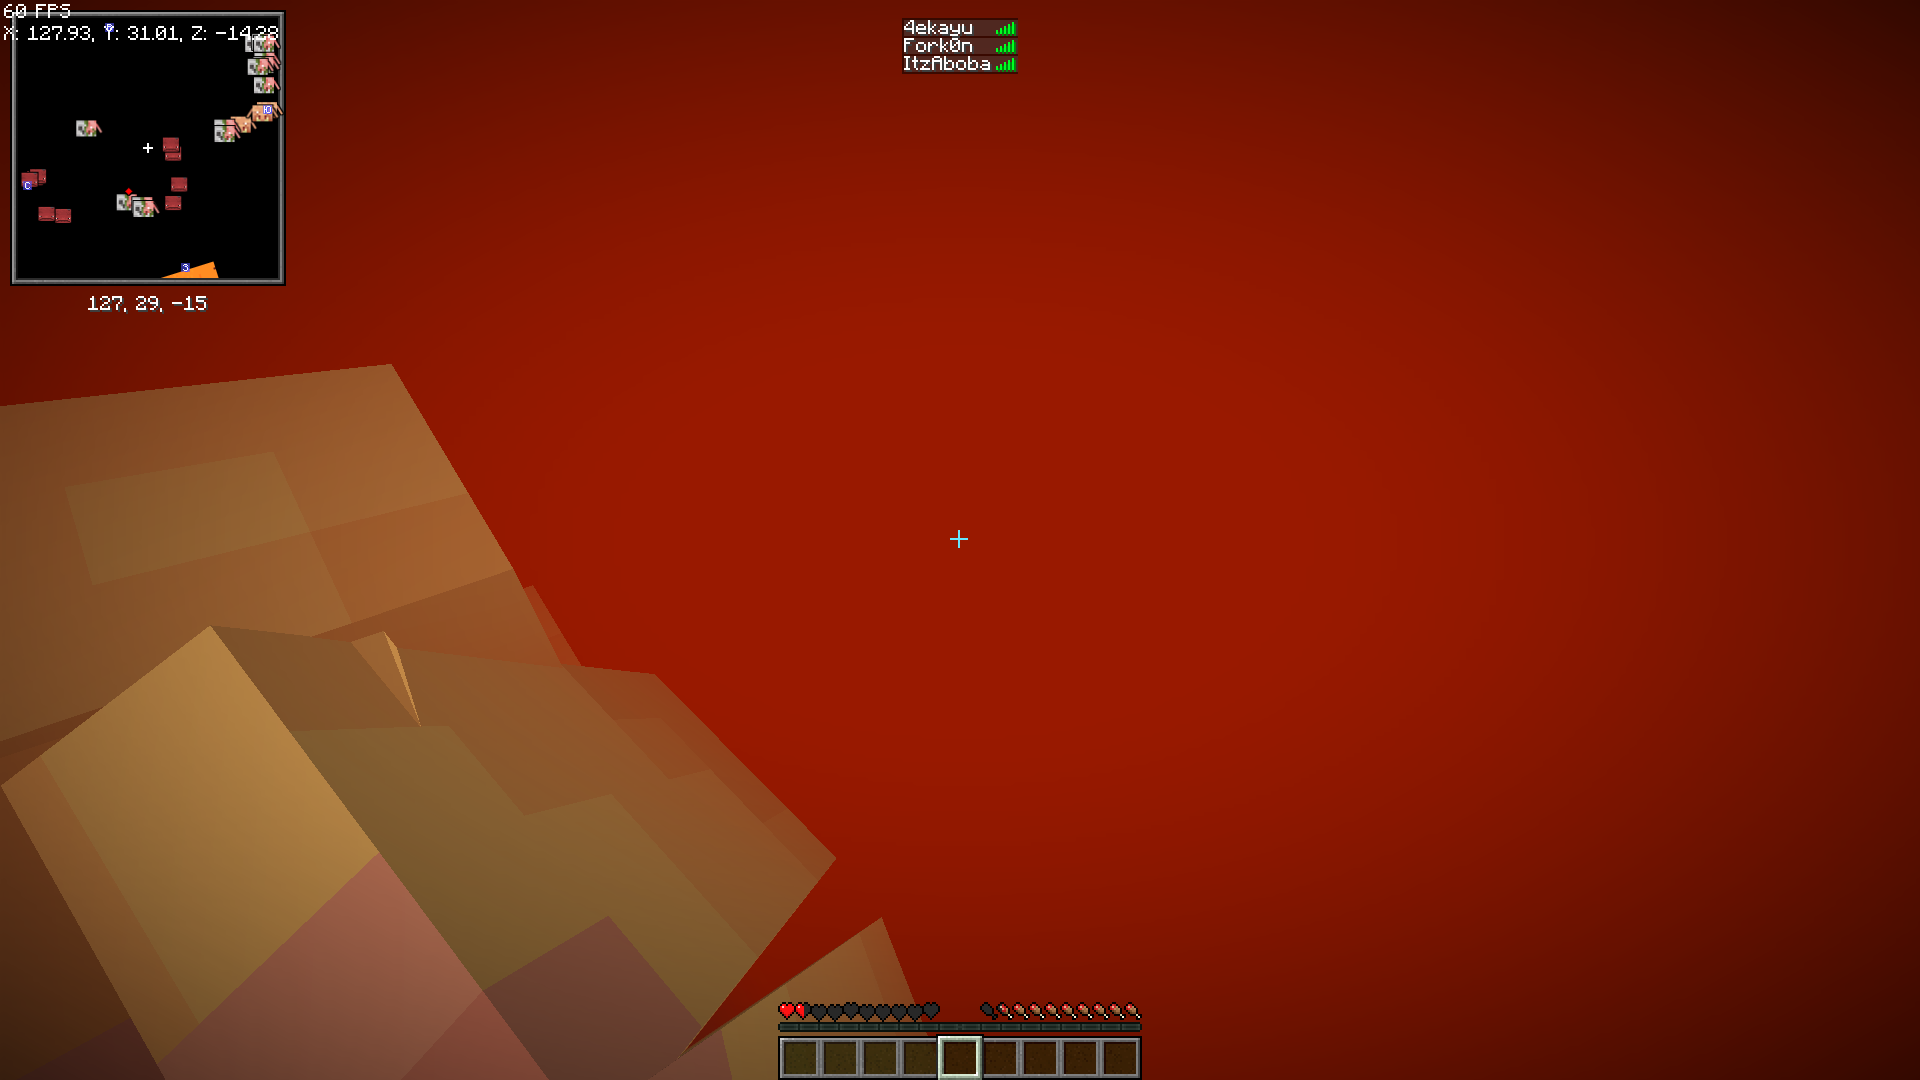 60 FPS
X: 127.93, Y: 31.01, Z: -14.28
В
Ю
С
З
127, 29, -15
4ekayu
Fork0n
ItzAboba